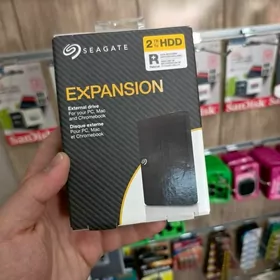 SEAGATE
2 TB HDD
R
EXPANSION
External drive
For your PC, Mac
and Chromebook
Disque externe
Pour PC, Mac
et Chromebook
SanDisk
SanDisk